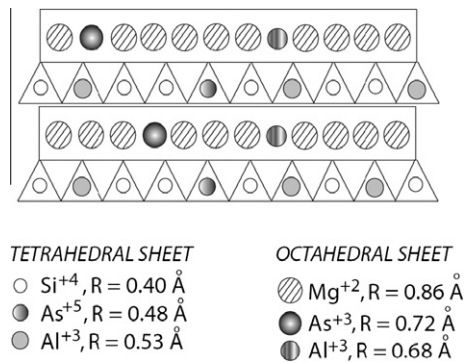 TETRAHEDRAL SHEET
Si+4, R = 0.40 Å
As+5, R = 0.48 Å
Al+3, R = 0.53 Å
OCTAHEDRAL SHEET
Mg+2, R = 0.86 Å
As+3, R = 0.72 Å
Al+3, R = 0.68 Å